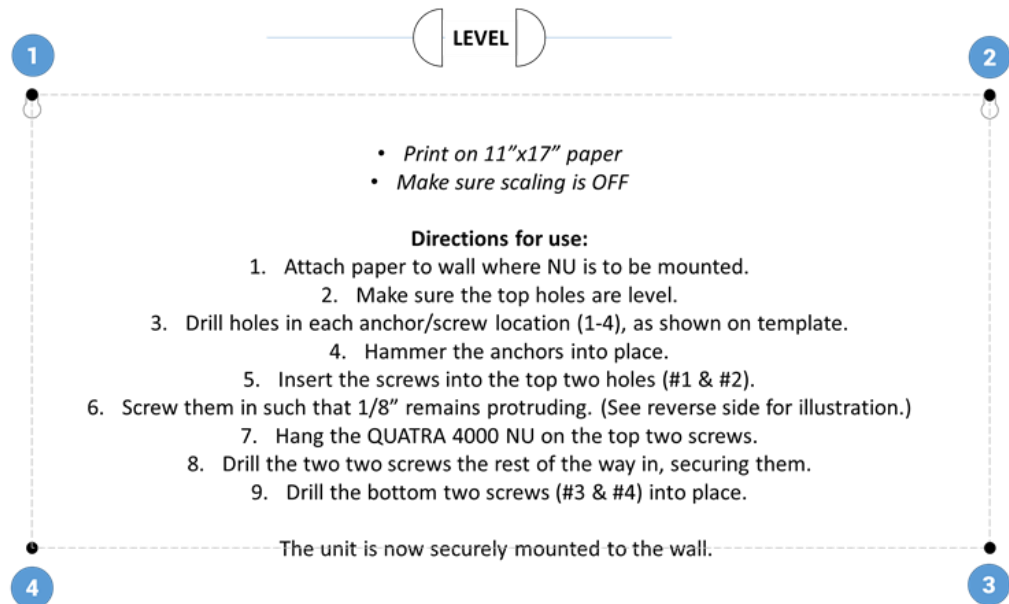 LEVEL
1
2
• Print on 11”x17” paper
• Make sure scaling is OFF
Directions for use:
1. Attach paper to wall where NU is to be mounted.
2. Make sure the top holes are level.
3. Drill holes in each anchor/screw location (1-4), as shown on template.
4. Hammer the anchors into place.
5. Insert the screws into the top two holes (#1 & #2).
6. Screw them in such that 1/8” remains protruding. (See reverse side for illustration.)
7. Hang the QUATRA 4000 NU on the top two screws.
8. Drill the two two screws the rest of the way in, securing them.
9. Drill the bottom two screws (#3 & #4) into place.
The unit is now securely mounted to the wall.
4
3